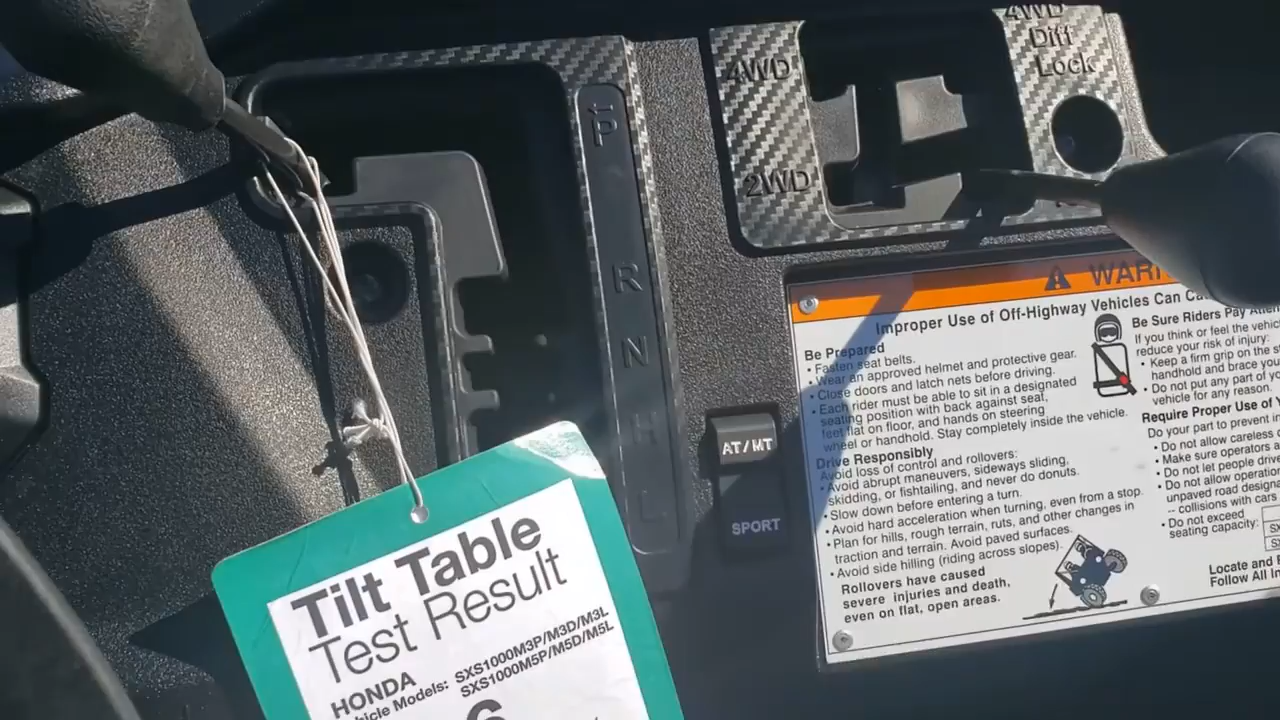 4WD
2WD
4WD
Diff
Lock
P
R
N
H
L
AT/MT
SPORT
Tilt Table
Test Result
HONDA
Models: SXS1000M3P/M3D/M3L
SXS1000M5P/M5D/M5L
6
Improper Use of Off-Highway Vehicles Can
Be Prepared
• Fasten seat belts.
• Wear an approved helmet and protective gear.
• Close doors and latch nets before driving.
• Each rider must be able to sit in a designated
seating position with back against seat,
feet flat on floor, and hands on steering
wheel or handhold. Stay completely inside the vehicle.
Drive Responsibly
Avoid loss of control and rollovers:
• Avoid abrupt maneuvers, sideways sliding,
skidding, or fishtailing, and never do donuts.
• Slow down before entering a turn.
• Avoid hard acceleration when turning, even from a stop.
• Plan for hills, rough terrain, ruts, and other changes in
traction and terrain. Avoid paved surfaces.
• Avoid side hilling (riding across slopes).
Rollovers have caused
severe injuries and death,
even on flat, open areas.
Be Sure Riders Pay
If you think or feel the
reduce your risk of injury:
• Keep a firm grip on the
handhold and brace
• Do not put any part of
vehicle for any reason.
Require Proper Use of
Do your part to prevent
• Do not allow careless
• Make sure operators
• Do not let people
• Do not allow
unpaved road
-- collisions with cars
• Do not exceed
seating capacity:
Locate and
Follow All